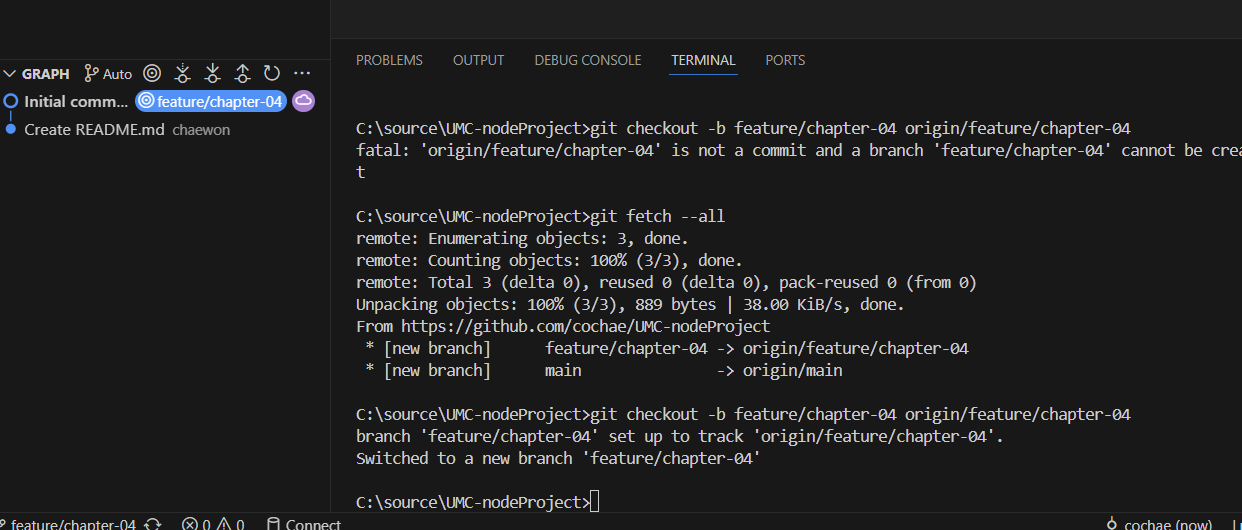 GRAPH Auto
Initial comm... feature/chapter-04
Create README.md chaewon
PROBLEMS OUTPUT DEBUG CONSOLE TERMINAL PORTS
C:\source\UMC-nodeProject>git checkout -b feature/chapter-04 origin/feature/chapter-04
fatal: 'origin/feature/chapter-04' is not a commit and a branch 'feature/chapter-04' cannot be crea
t
C:\source\UMC-nodeProject>git fetch --all
remote: Enumerating objects: 3, done.
remote: Counting objects: 100% (3/3), done.
remote: Total 3 (delta 0), reused 0 (delta 0), pack-reused 0 (from 0)
Unpacking objects: 100% (3/3), 889 bytes | 38.00 KiB/s, done.
From https://github.com/cochae/UMC-nodeProject
* [new branch]      feature/chapter-04 -> origin/feature/chapter-04
* [new branch]      main               -> origin/main
C:\source\UMC-nodeProject>git checkout -b feature/chapter-04 origin/feature/chapter-04
branch 'feature/chapter-04' set up to track 'origin/feature/chapter-04'.
Switched to a new branch 'feature/chapter-04'
C:\source\UMC-nodeProject>
feature/chapter-04 0 0 Connect cochae (now)